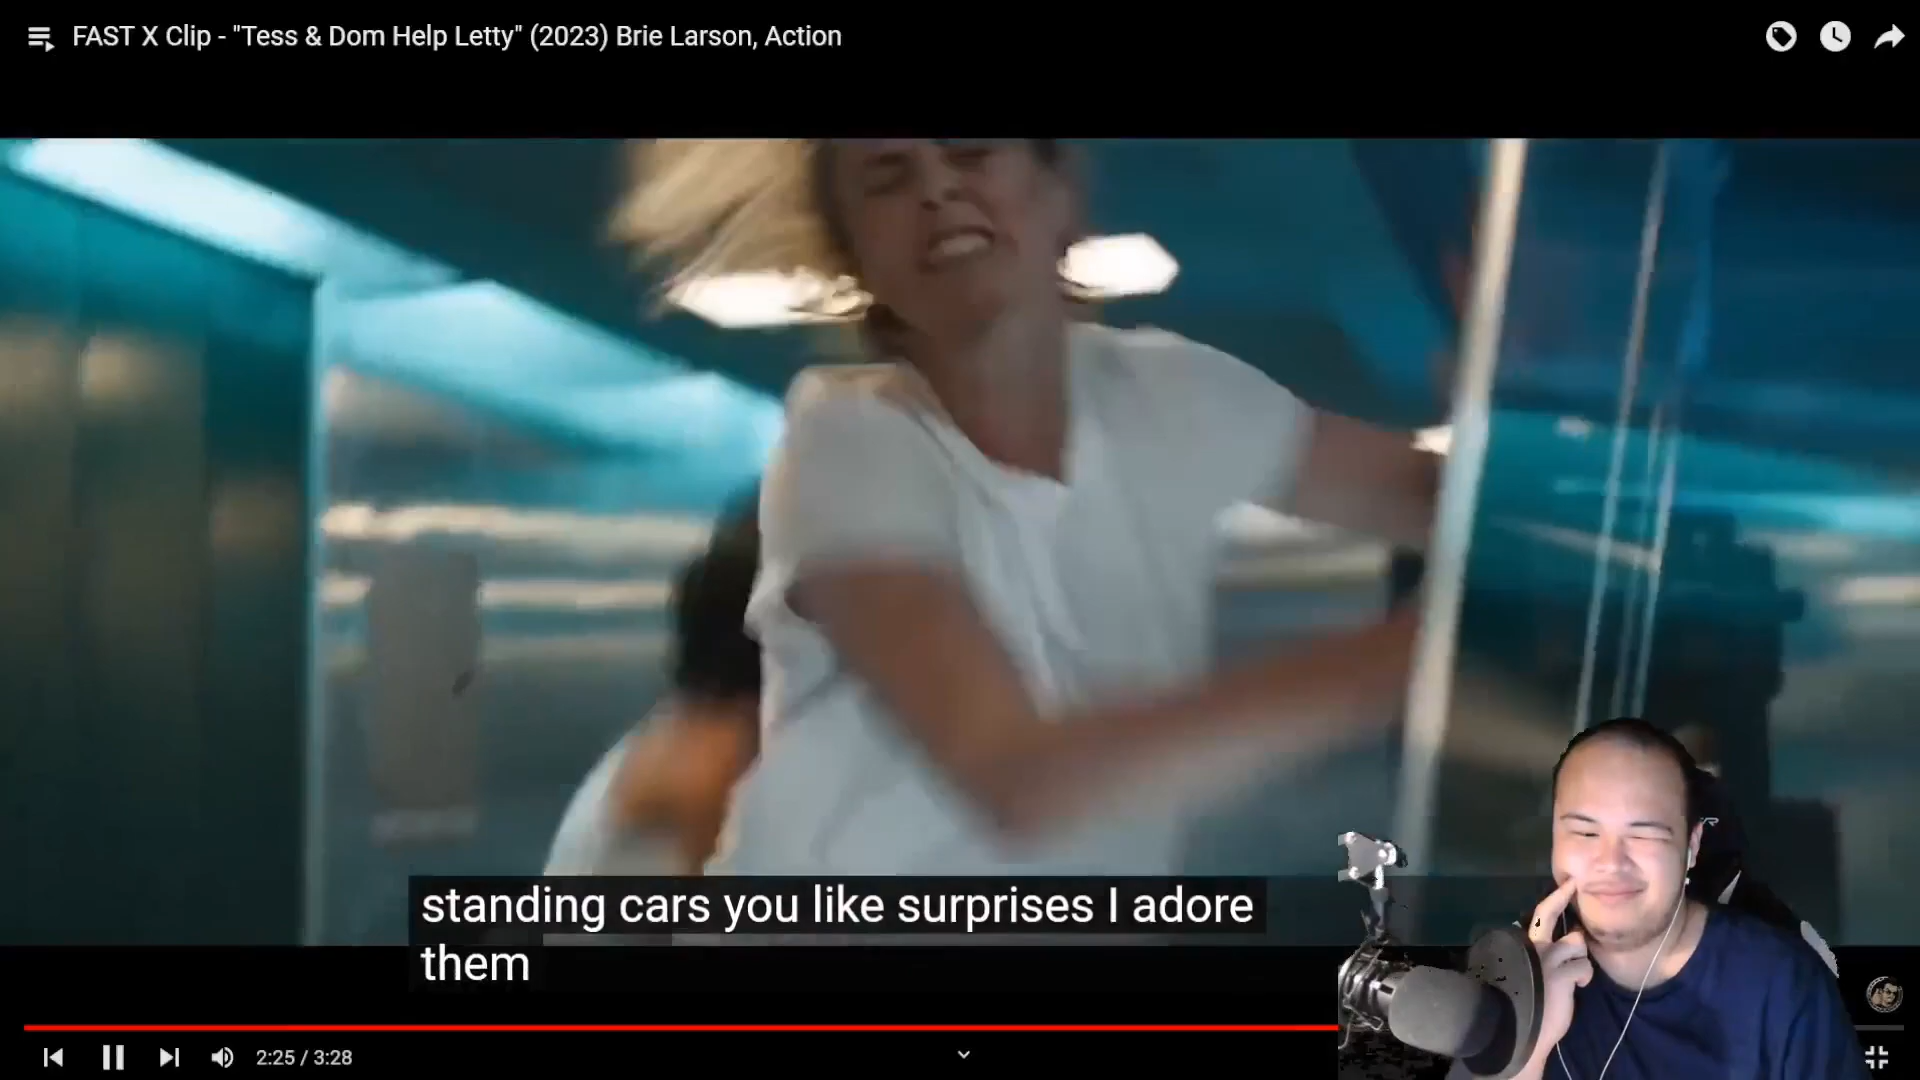 FAST X Clip - "Tess & Dom Help Letty" (2023) Brie Larson, Action
standing cars you like surprises I adore
them
2:25 / 3:28